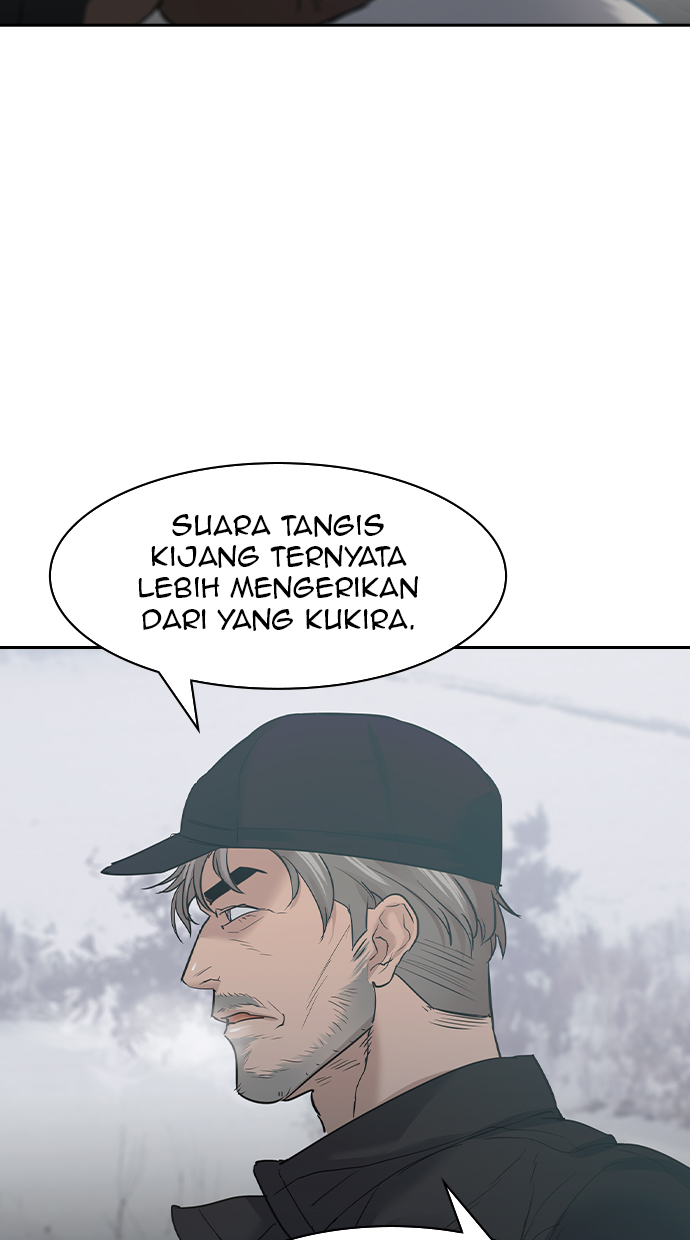 SUARA TANGIS
KIJANG TERNYATA
LEBIH MENGERIKAN
DARI YANG KUKIRA.